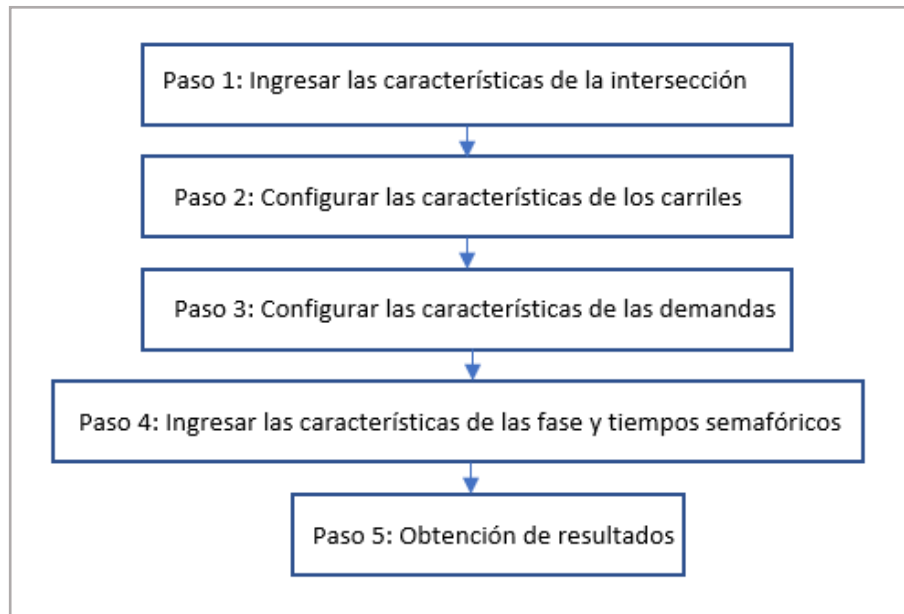 Paso 1: Ingresar las características de la intersección
Paso 2: Configurar las características de los carriles
Paso 3: Configurar las características de las demandas
Paso 4: Ingresar las características de las fase y tiempos semafóricos
Paso 5: Obtención de resultados